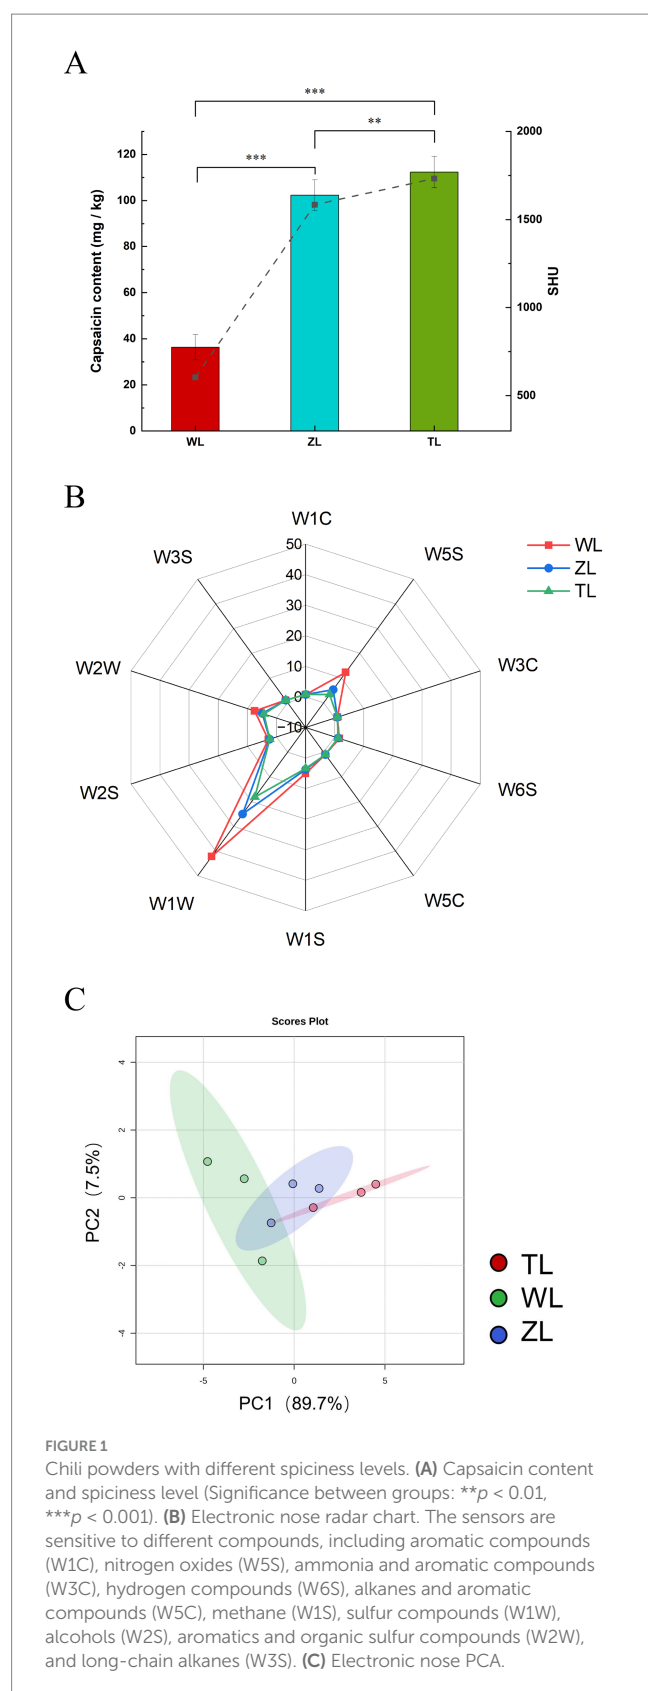 A
***
**
***
120
100
80
60
40
20
0
Capsaicin content (mg / kg)
2000
1500
1000
500
SHU
WL
ZL
TL
B
W1C
W5S
W3C
W6S
W5C
W1S
W1W
W2S
W2W
W3S
50
40
30
20
10
0
−10
WL
ZL
TL
C
Scores Plot
4
2
0
-2
-4
PC2（7.5%）
-5
0
5
PC1（89.7%）
TL
WL
ZL
FIGURE 1
Chili powders with different spiciness levels. (A) Capsaicin content
and spiciness level (Significance between groups: **p < 0.01,
***p < 0.001). (B) Electronic nose radar chart. The sensors are
sensitive to different compounds, including aromatic compounds
(W1C), nitrogen oxides (W5S), ammonia and aromatic compounds
(W3C), hydrogen compounds (W6S), alkanes and aromatic
compounds (W5C), methane (W1S), sulfur compounds (W1W),
alcohols (W2S), aromatics and organic sulfur compounds (W2W),
and long-chain alkanes (W3S). (C) Electronic nose PCA.